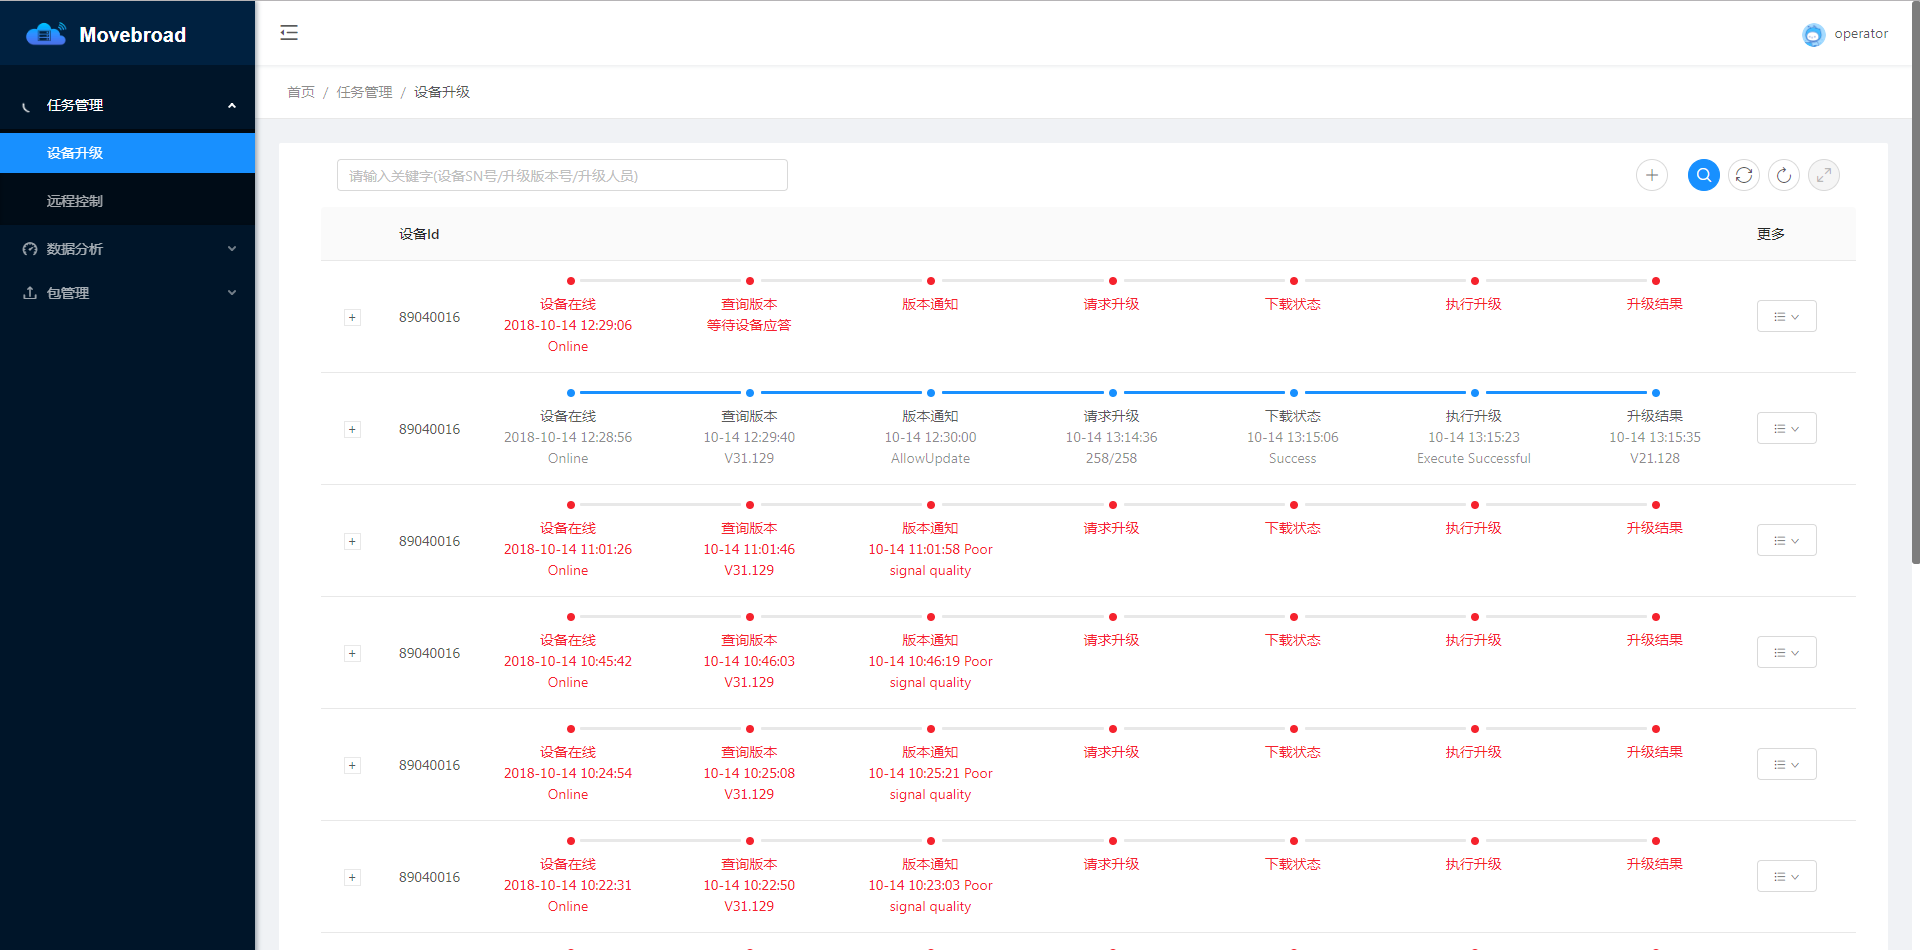 Movebroad
operator
任务管理
设备升级
远程控制
数据分析
包管理
首页 / 任务管理 / 设备升级
请输入关键字(设备SN号/升级版本号/升级人员)
设备Id 更多
设备在线 查询版本 版本通知 请求升级 下载状态 执行升级 升级结果
89040016 2018-10-14 12:29:06 等待设备应答
Online
设备在线 查询版本 版本通知 请求升级 下载状态 执行升级 升级结果
89040016 2018-10-14 12:28:56 10-14 12:29:40 10-14 12:30:00 10-14 13:14:36 10-14 13:15:06 10-14 13:15:23 10-14 13:15:35
Online V31.129 AllowUpdate 258/258 Success Execute Successful V21.128
设备在线 查询版本 版本通知 请求升级 下载状态 执行升级 升级结果
89040016 2018-10-14 11:01:26 10-14 11:01:46 10-14 11:01:58 Poor
Online V31.129 signal quality
设备在线 查询版本 版本通知 请求升级 下载状态 执行升级 升级结果
89040016 2018-10-14 10:45:42 10-14 10:46:03 10-14 10:46:19 Poor
Online V31.129 signal quality
设备在线 查询版本 版本通知 请求升级 下载状态 执行升级 升级结果
89040016 2018-10-14 10:24:54 10-14 10:25:08 10-14 10:25:21 Poor
Online V31.129 signal quality
设备在线 查询版本 版本通知 请求升级 下载状态 执行升级 升级结果
89040016 2018-10-14 10:22:31 10-14 10:22:50 10-14 10:23:03 Poor
Online V31.129 signal quality